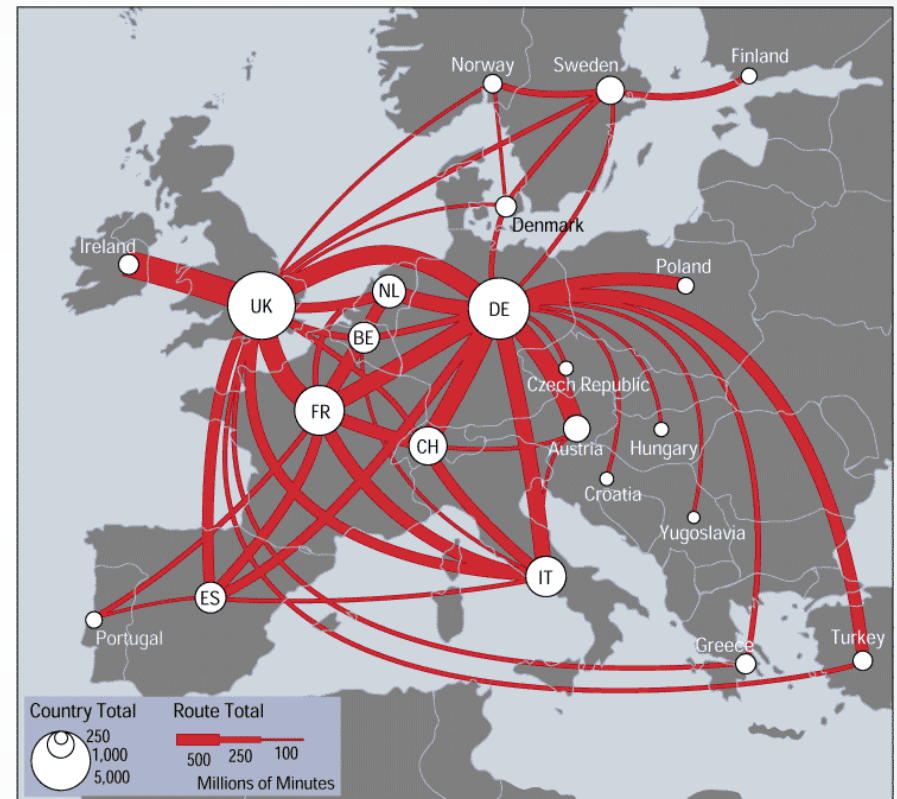 Norway Sweden Finland
Denmark
Ireland
Poland
UK NL DE
BE
Czech Republic
FR
CH Austria Hungary
Croatia
Yugoslavia
IT
ES
Portugal
Greece Turkey
Country Total Route Total
250
1,000
5,000
500 250 100
Millions of Minutes